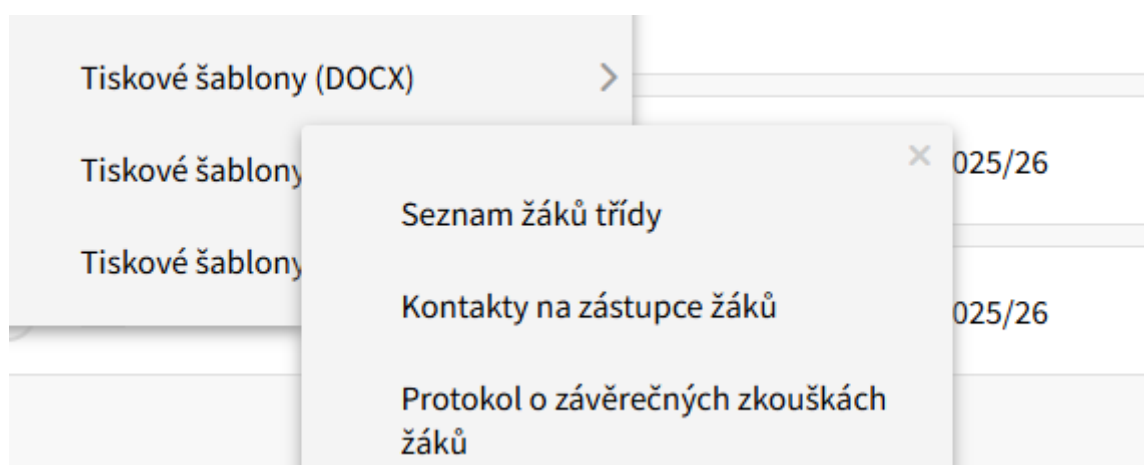 Tiskové šablony (DOCX)
Tiskové šablony
Tiskové šablony
Seznam žáků třídy
Kontakty na zástupce žáků
Protokol o závěrečných zkouškách
žáků
025/26
025/26